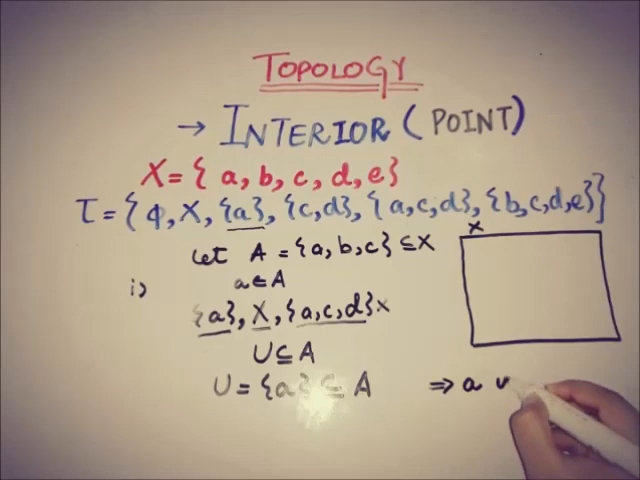 TOPOLOGY
→ INTERIOR (POINT)
X = { a, b, c, d, e }
τ = { ϕ, X, {a}, {c,d}, {a,c,d}, {b,c,d,e}}
Let A = {a, b, c} ⊆ X
X
i) a ∈ A
{a}, X, {a,c,d} x
U ⊆ A
U = {a} ⊆ A ⇒ a